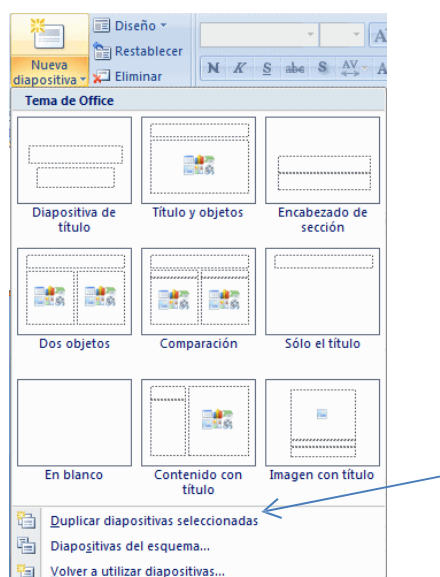 Nueva
diapositiva
Diseño
Restablecer
Eliminar
N K S abc S AV A
A
Tema de Office
Diapositiva de
título
Título y objetos
Encabezado de
sección
Dos objetos
Comparación
Sólo el título
En blanco
Contenido con
título
Imagen con título
Duplicar diapositivas seleccionadas
Diapositivas del esquema...
Volver a utilizar diapositivas...